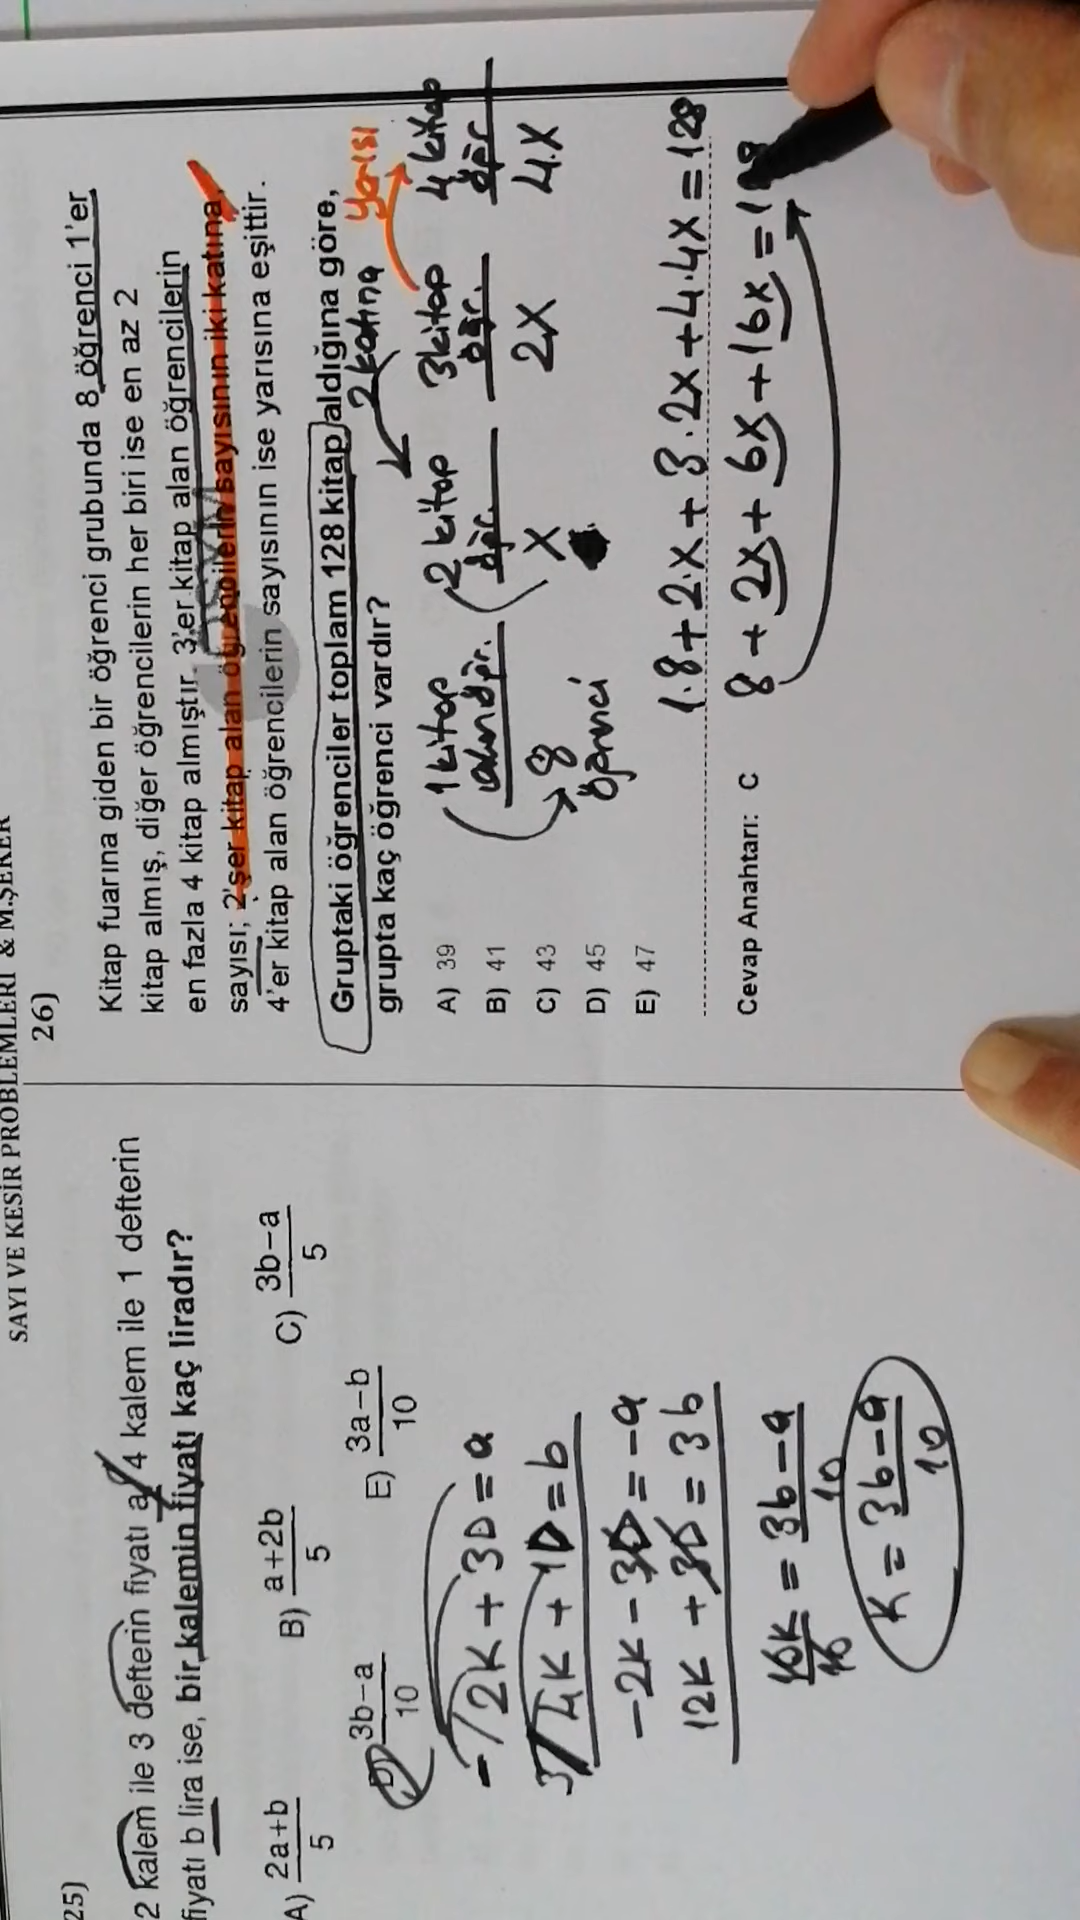 SAYI VE KESİR PROBLEMLERİ & M.ŞEKER
25)
2 kalem ile 3 defterin fiyatı a, 4 kalem ile 1 defterin
fiyatı b lira ise, bir kalemin fiyatı kaç liradır?
A) 2a+b / 5
B) a+2b / 5
C) 3b-a / 5
D) 3b-a / 10
E) 3a-b / 10
-/ 2K + 3D = a
3/ 4K + 1D = b
-2K - 3D = -a
12K + 3D = 3b
10K / 10 = 3b-a / 10
K = 3b-a / 10
26)
Kitap fuarına giden bir öğrenci grubunda 8 öğrenci 1'er
kitap almış, diğer öğrencilerin her biri ise en az 2
en fazla 4 kitap almıştır. 3'er kitap alan öğrencilerin
sayısı; 2'şer kitap alan öğrencilerin sayısının iki katına,
4'er kitap alan öğrencilerin sayısının ise yarısına eşittir.
Gruptaki öğrenciler toplam 128 kitap aldığına göre,
grupta kaç öğrenci vardır?
2 katına yarısı
1 kitap 2 kitap 3 kitap 4 kitap
öğr. öğr. öğr.
8 X 2X 4.X
öğrenci
A) 39
B) 41
C) 43
D) 45
E) 47
1.8 + 2.X + 3.2X + 4.4X = 128
8 + 2X + 6X + 16X =
Cevap Anahtarı: C